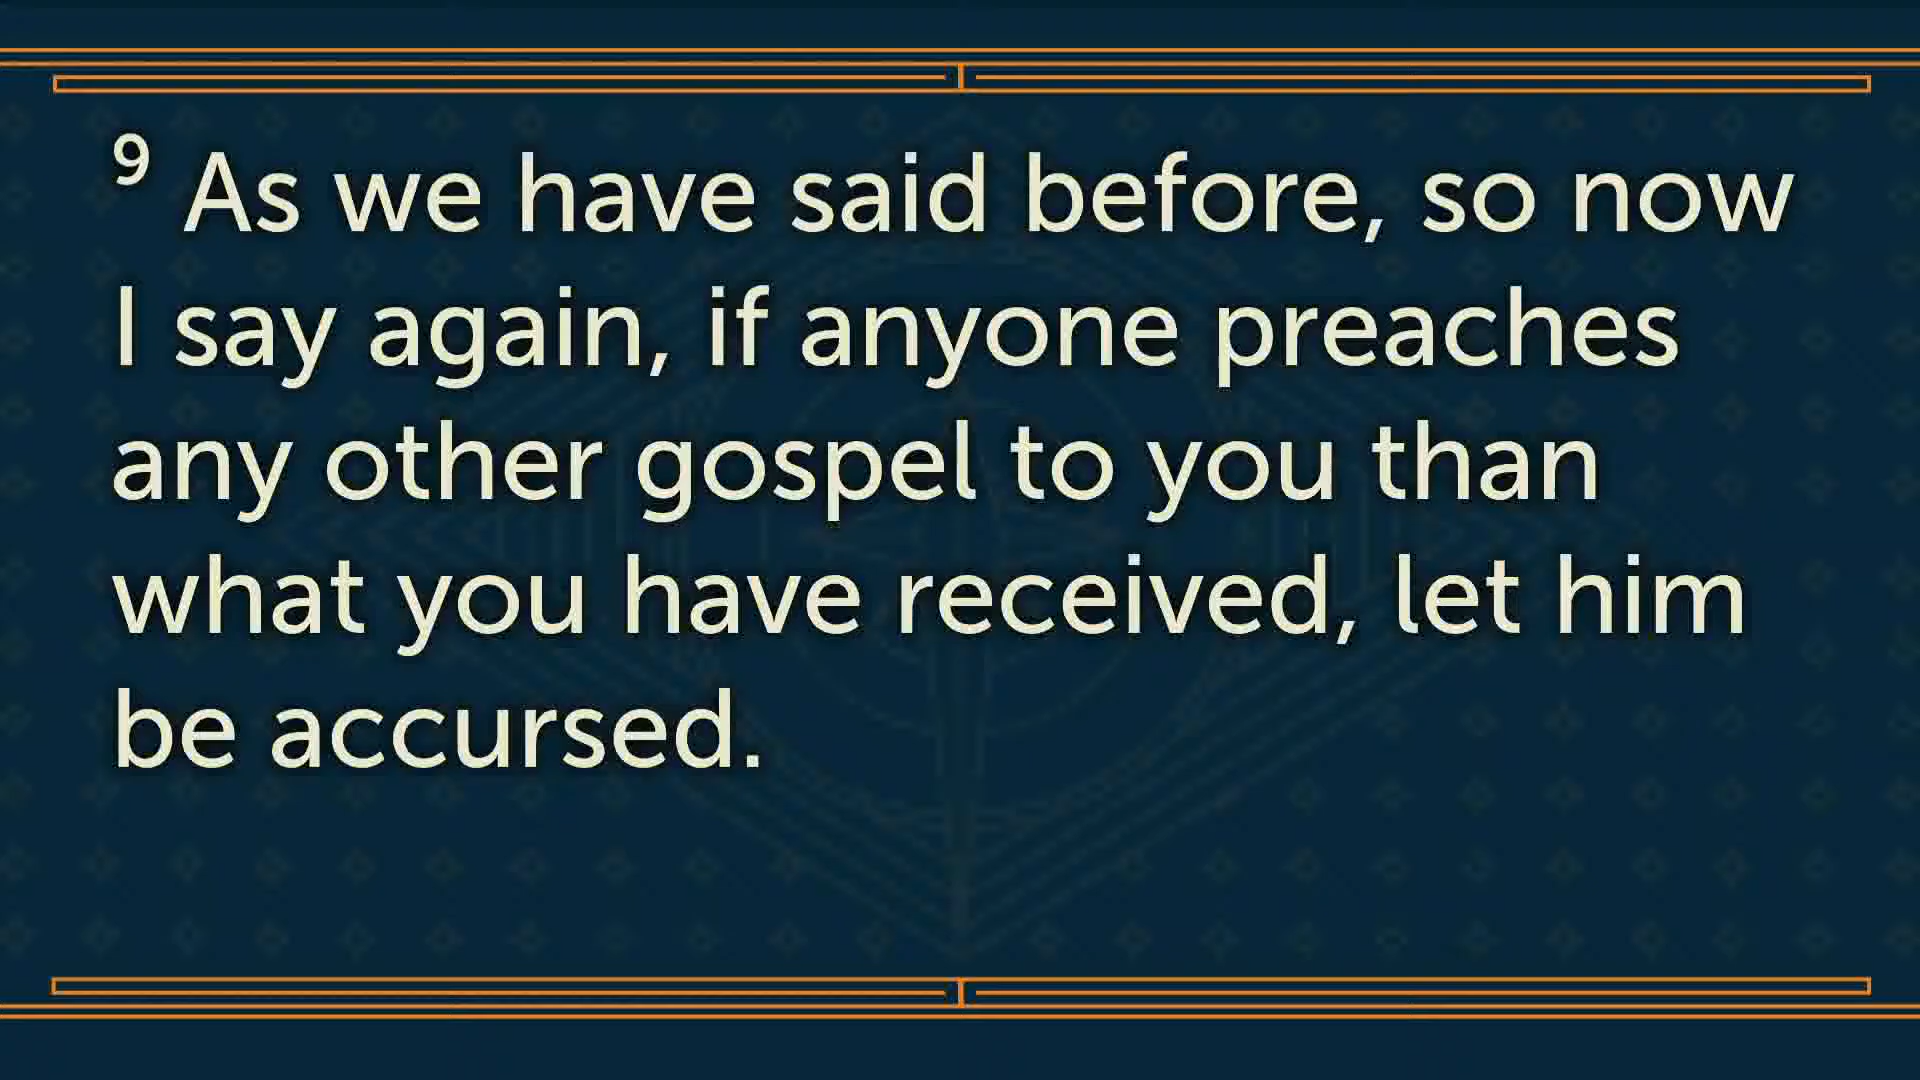 9 As we have said before, so now
I say again, if anyone preaches
any other gospel to you than
what you have received, let him
be accursed.